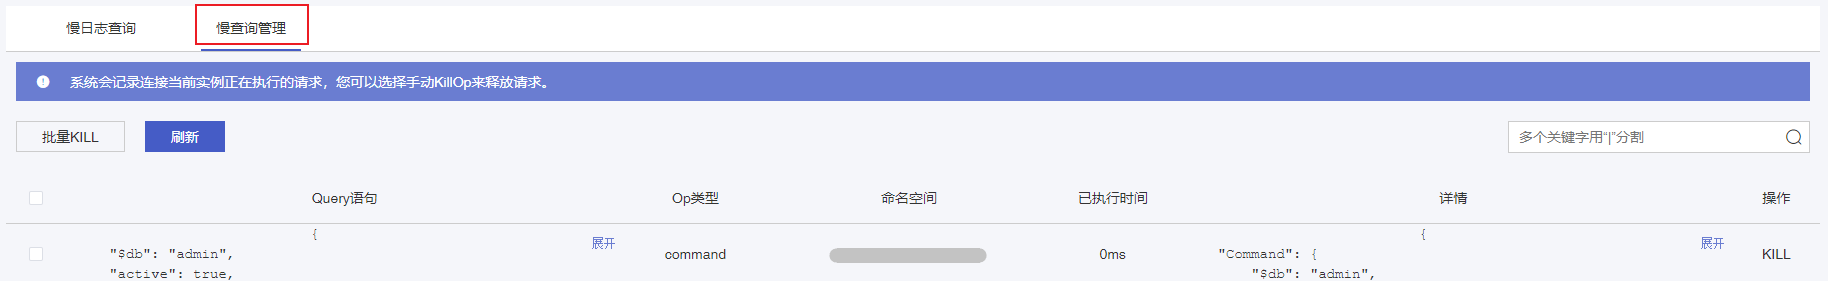 慢日志查询 慢查询管理
系统会记录连接当前实例正在执行的请求，您可以选择手动KillOp来释放请求。
批量KILL 刷新 多个关键字用“|”分割
Query语句 Op类型 命名空间 已执行时间 详情 操作
{ {
"$db": "admin", 展开 command 0ms "Command": { 展开 KILL
"active": true, "$db": "admin",